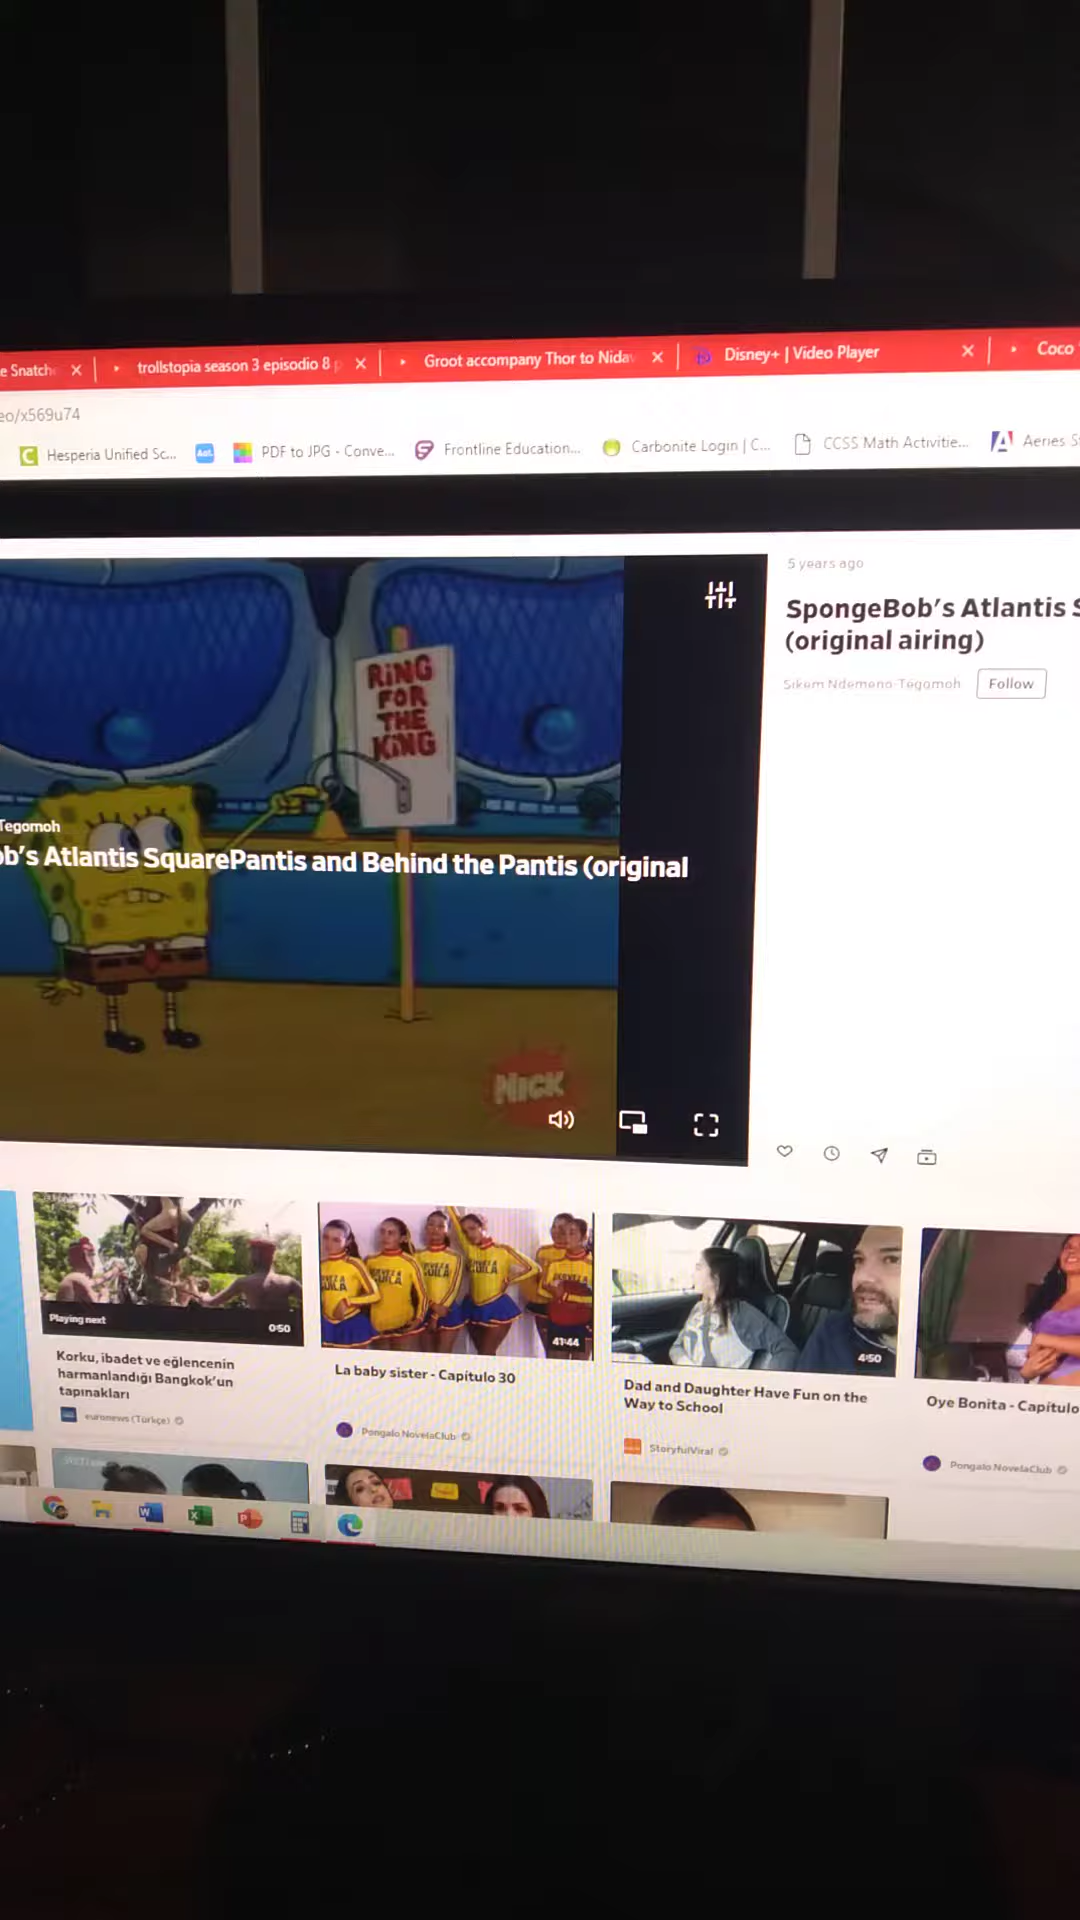 e Snatch
trollstopia season 3 episodio 8 p
Groot accompany Thor to Nida
Disney+ | Video Player
Coco
eo/x569u74
Hesperia Unified Sc...
Aol.
PDF to JPG - Conve...
Frontline Education...
Carbonite Login | C...
CCSS Math Activitie...
Aeries S
5 years ago
SpongeBob's Atlantis S
(original airing)
Sikem Ndemeno-Tegomoh
Follow
RING
FOR
THE
KING
Tegomoh
ob's Atlantis SquarePantis and Behind the Pantis (original
NICK
Playing next
0:50
41:44
4:50
Korku, ibadet ve eğlencenin
harmanlandığı Bangkok'un
tapınakları
euronews (Türkçe)
La baby sister - Capítulo 30
Pongalo NovelaClub
Dad and Daughter Have Fun on the
Way to School
StoryfulViral
Oye Bonita - Capítulo
Pongalo NovelaClub